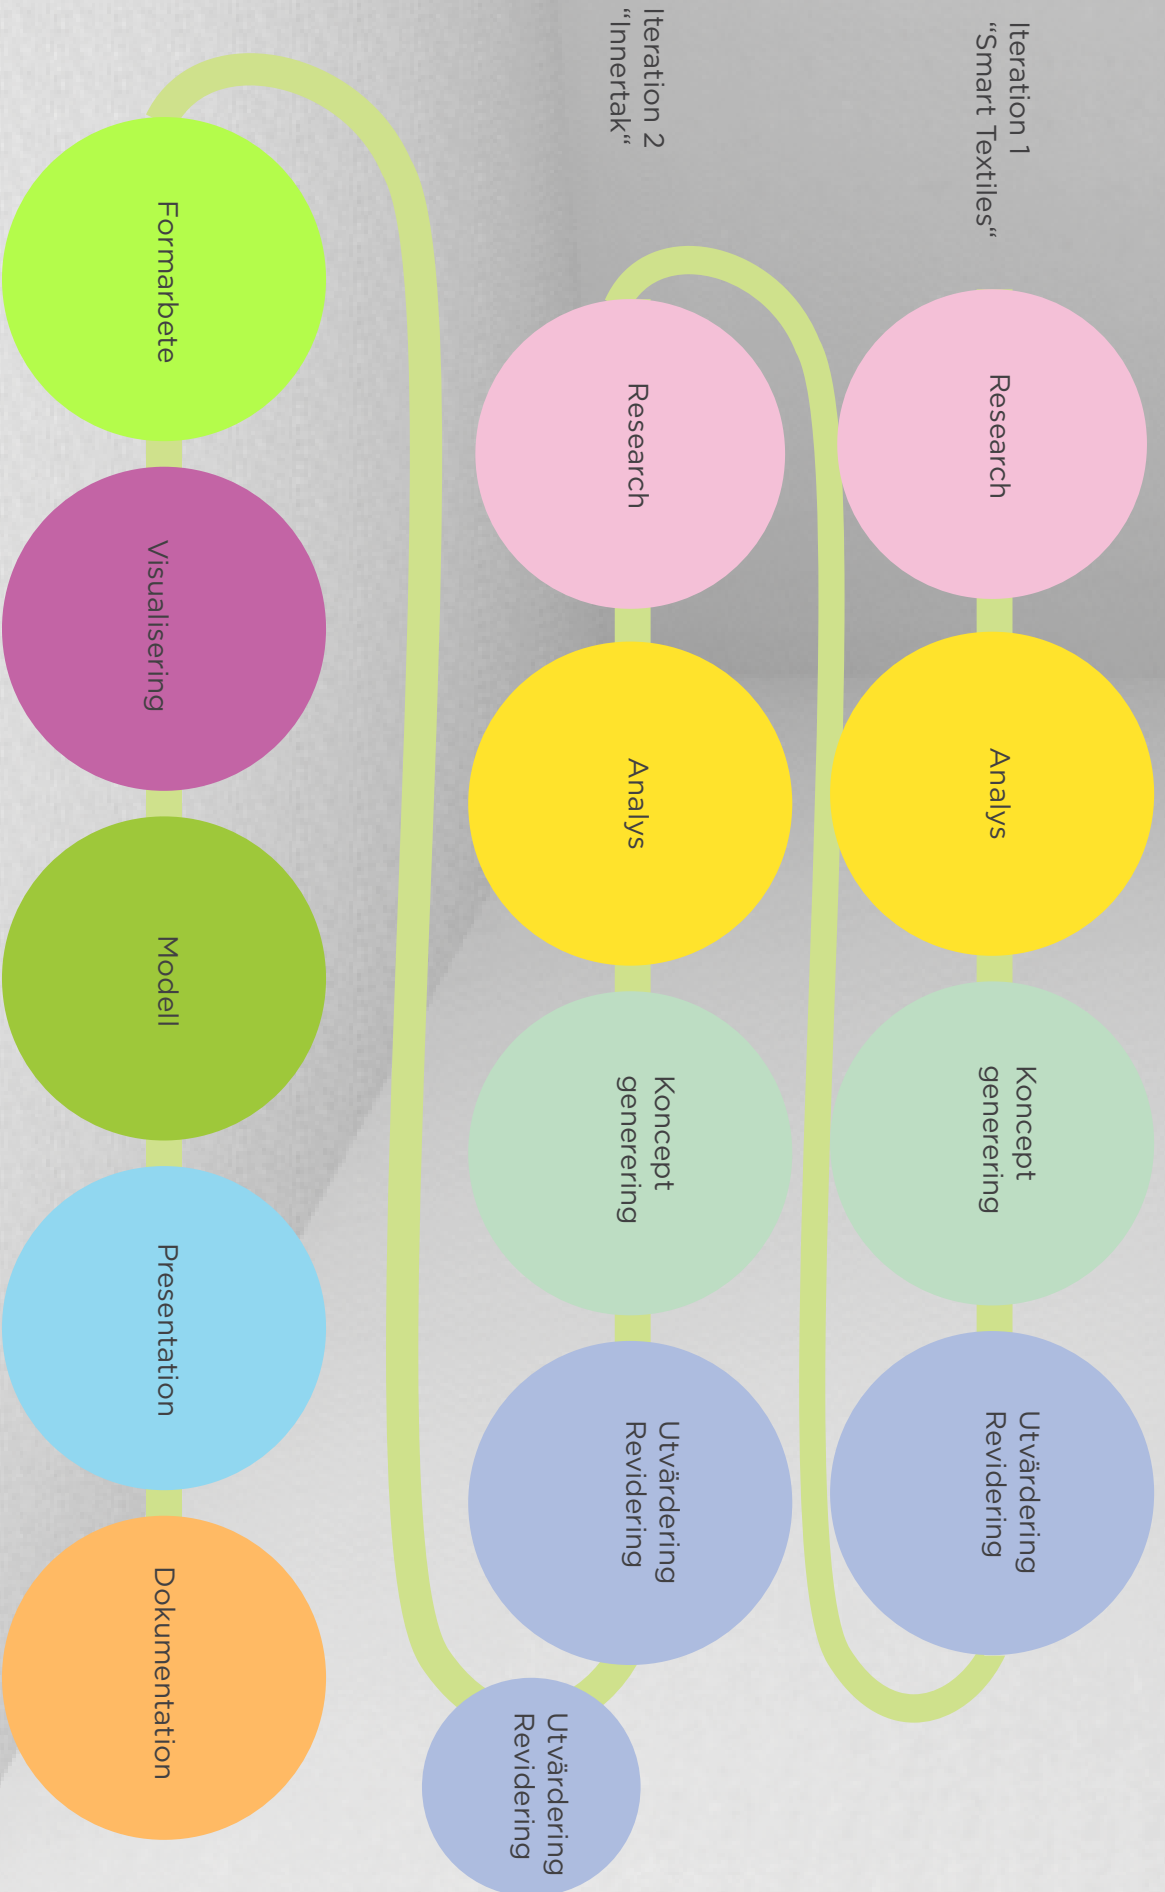 Iteration 1
“Smart Textiles“
Research
Analys
Koncept
generering
Utvärdering
Revidering
Iteration 2
“Innertak“
Research
Analys
Koncept
generering
Utvärdering
Revidering
Utvärdering
Revidering
Formarbete
Visualisering
Modell
Presentation
Dokumentation